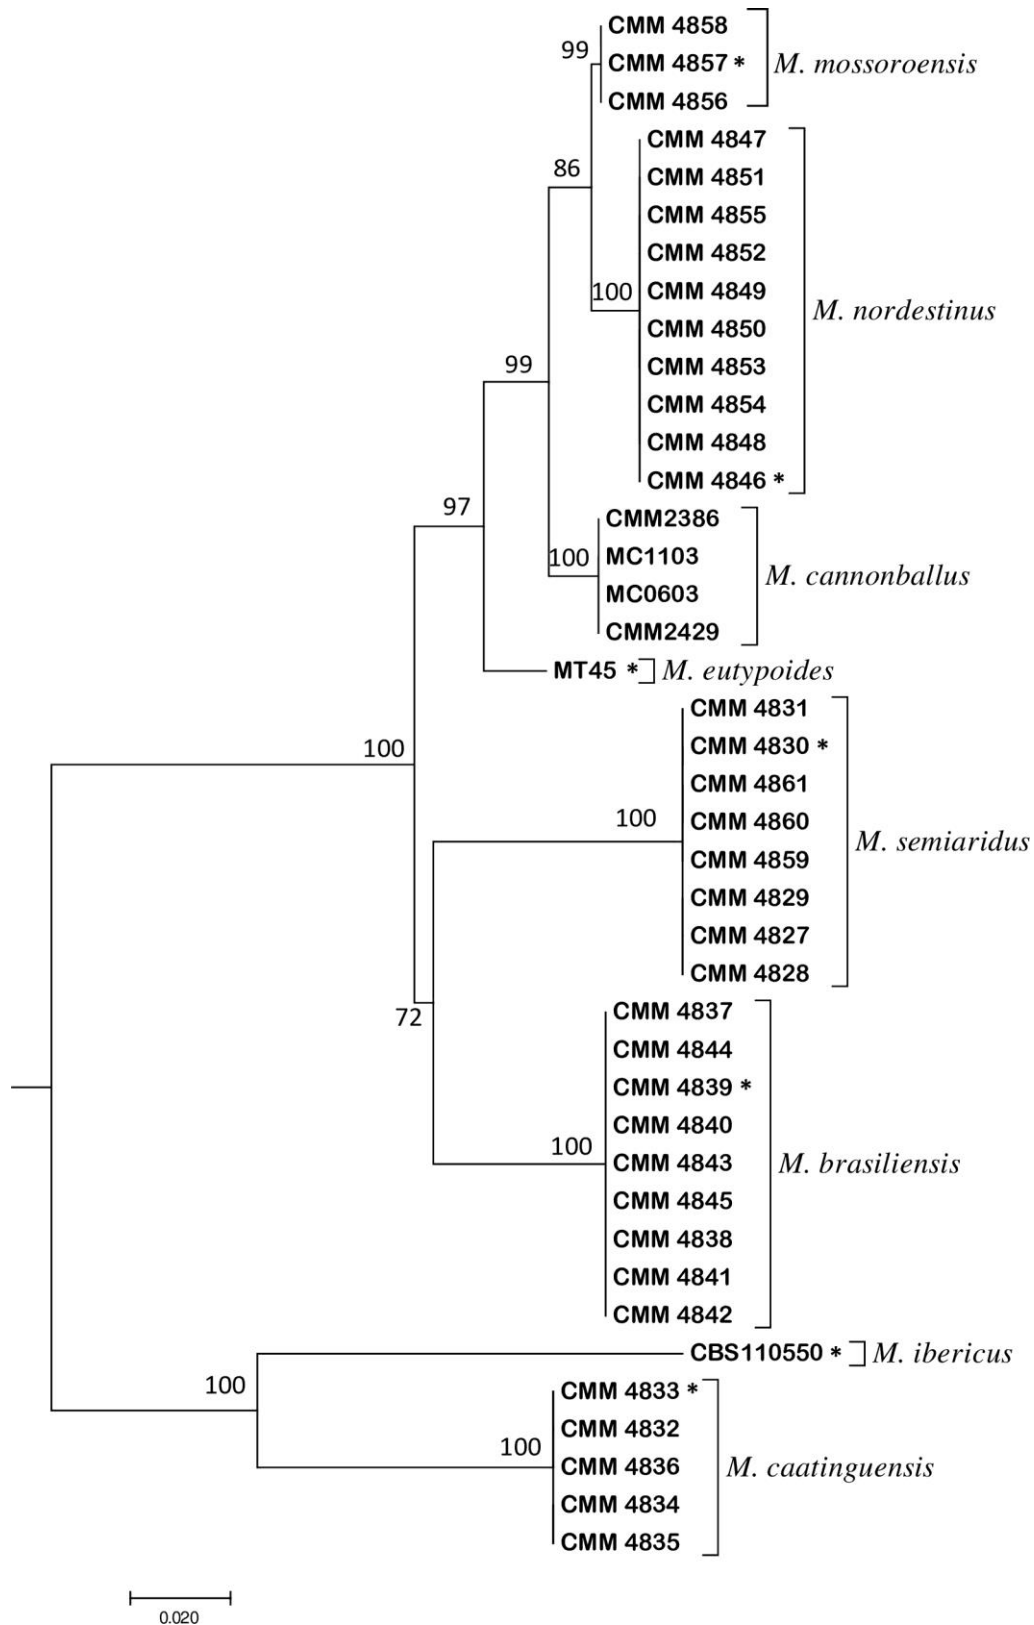 CMM 4858
99
CMM 4857 *
M. mossoroensis
CMM 4856
CMM 4847
86
CMM 4851
CMM 4855
CMM 4852
100
CMM 4849
M. nordestinus
CMM 4850
99
CMM 4853
CMM 4854
CMM 4848
CMM 4846 *
97
CMM2386
100
MC1103
M. cannonballus
MC0603
CMM2429
MT45 *
M. eutypoides
CMM 4831
100
CMM 4830 *
CMM 4861
100
CMM 4860
M. semiaridus
CMM 4859
CMM 4829
CMM 4827
CMM 4828
72
CMM 4837
CMM 4844
CMM 4839 *
CMM 4840
100
CMM 4843
M. brasiliensis
CMM 4845
CMM 4838
CMM 4841
CMM 4842
CBS110550 *
M. ibericus
100
CMM 4833 *
CMM 4832
100
CMM 4836
M. caatinguensis
CMM 4834
CMM 4835
0.020